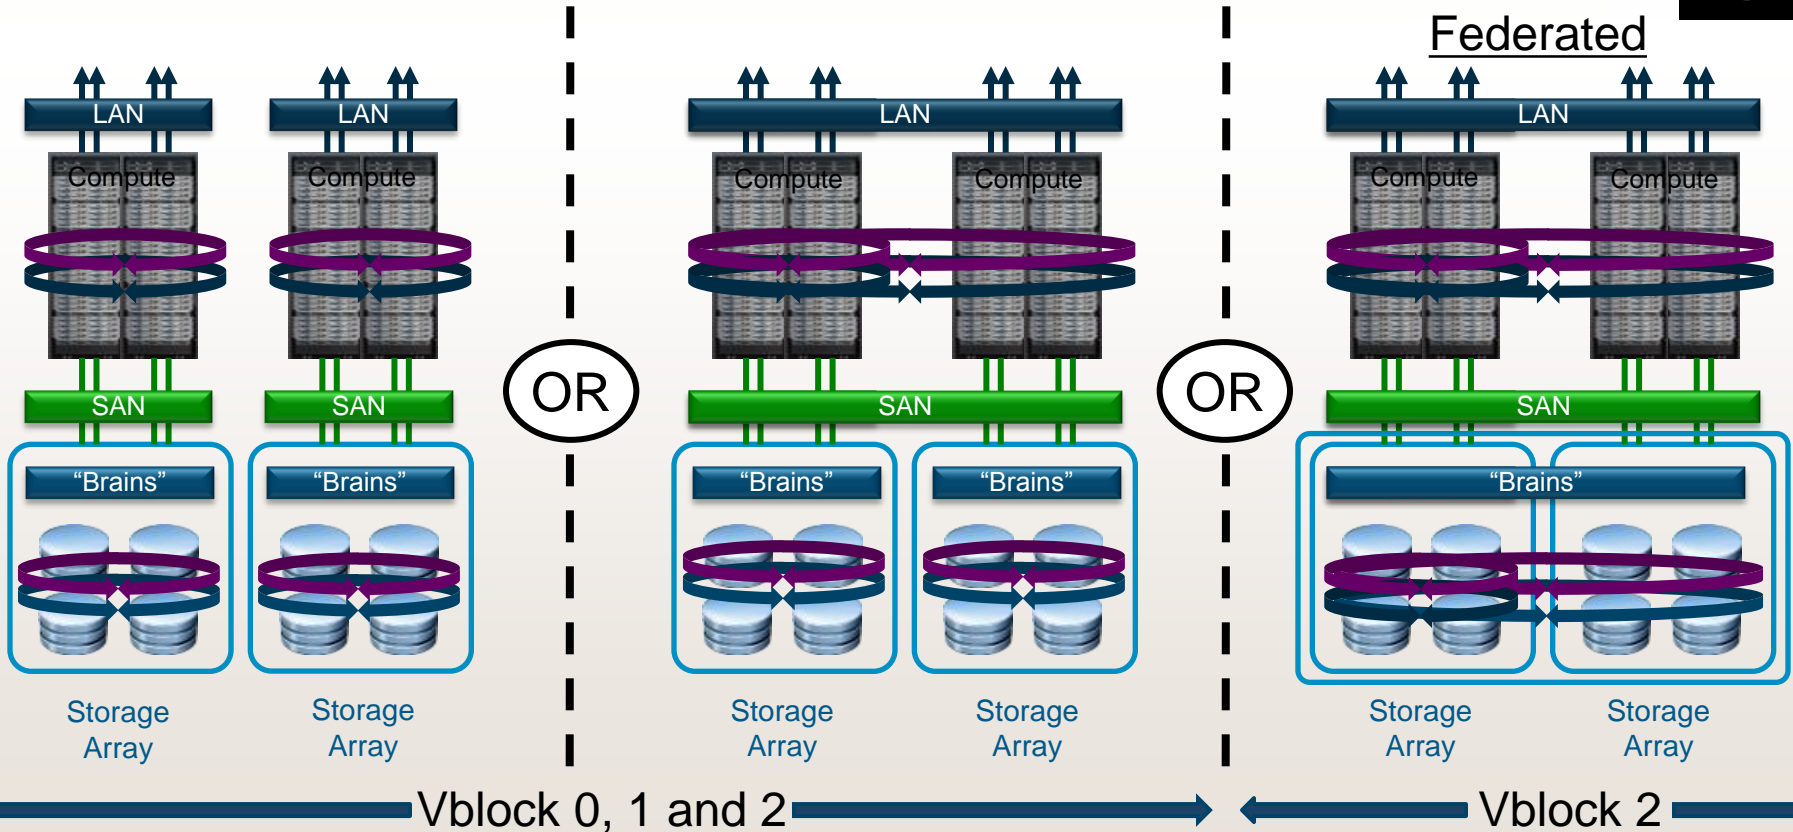 Federated
LAN
LAN
LAN
LAN
Compute
Compute
Compute
Compute
Compute
Compute
OR
OR
SAN
SAN
SAN
SAN
“Brains”
“Brains”
“Brains”
“Brains”
“Brains”
Storage
Array
Storage
Array
Storage
Array
Storage
Array
Storage
Array
Storage
Array
Vblock 0, 1 and 2
Vblock 2